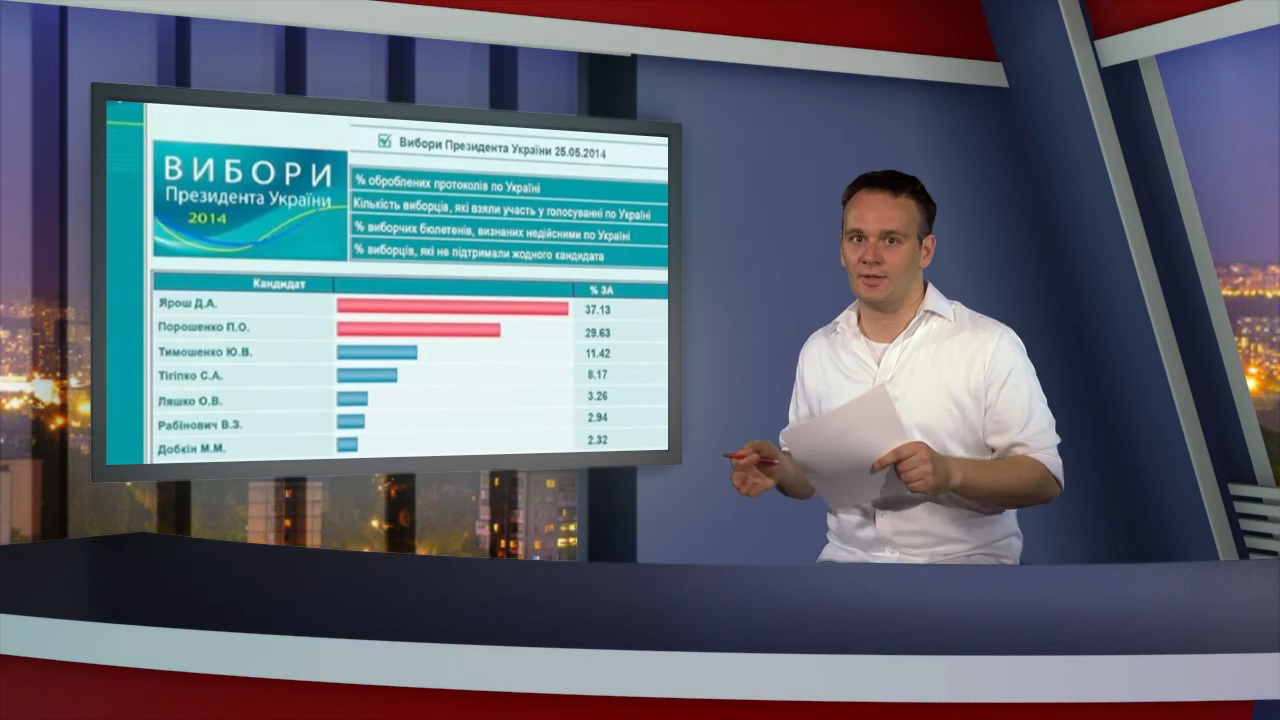 ВИБОРИ
Президента України
2014
Вибори Президента України 25.05.2014
% оброблених протоколів по Україні
Кількість виборців, які взяли участь у голосуванні по Україні
% виборчих бюлетенів, визнаних недійсними по Україні
% виборців, які не підтримали жодного кандидата
Кандидат % ЗА
Ярош Д.А. 37.13
Порошенко П.О. 29.63
Тимошенко Ю.В. 11.42
Тігіпко С.А. 8.17
Ляшко О.В. 3.26
Рабінович В.З. 2.94
Добкін М.М. 2.32